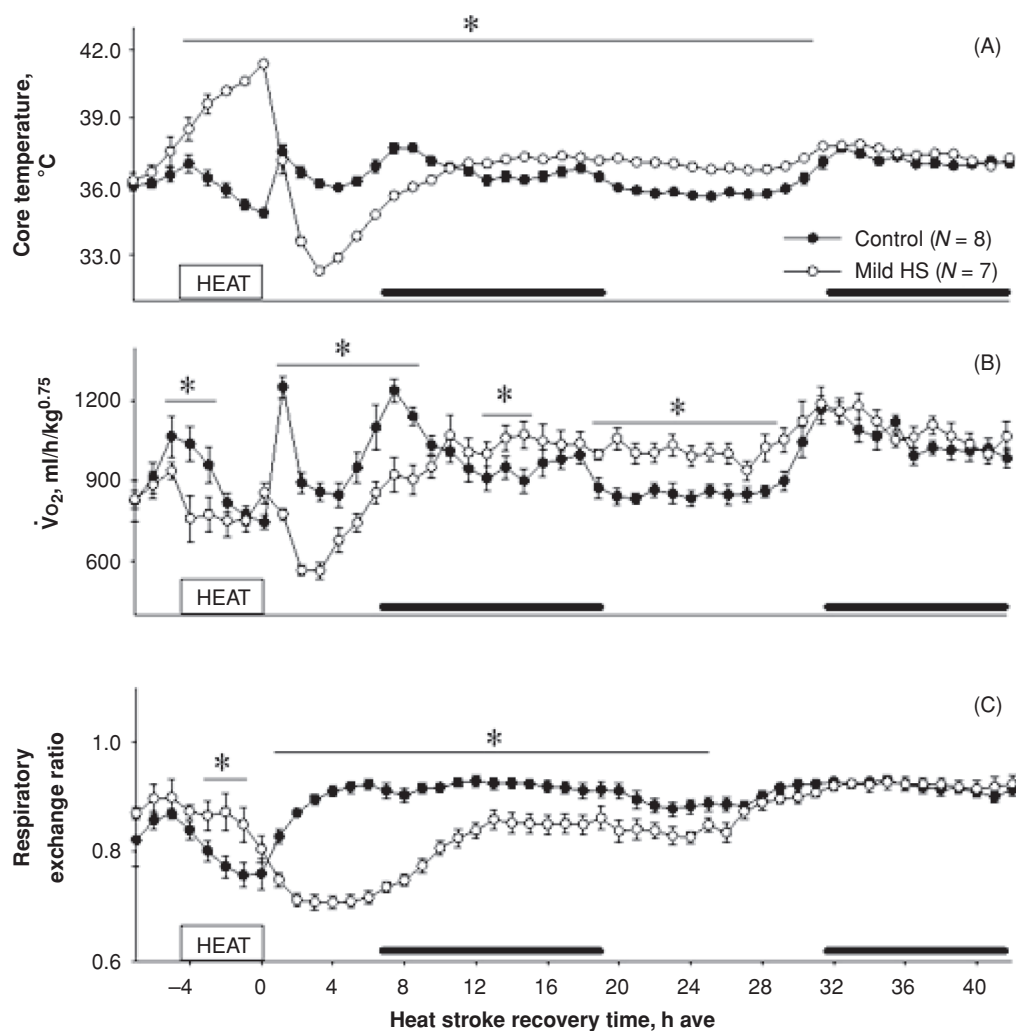 (A)
*
Core temperature,
°C
42.0
39.0
36.0
33.0
Control (N = 8)
Mild HS (N = 7)
HEAT
(B)
*
*
*
*
V̇o2, ml/h/kg0.75
1200
900
600
HEAT
(C)
*
*
Respiratory
exchange ratio
1.0
0.8
0.6
HEAT
–4 0 4 8 12 16 20 24 28 32 36 40
Heat stroke recovery time, h ave